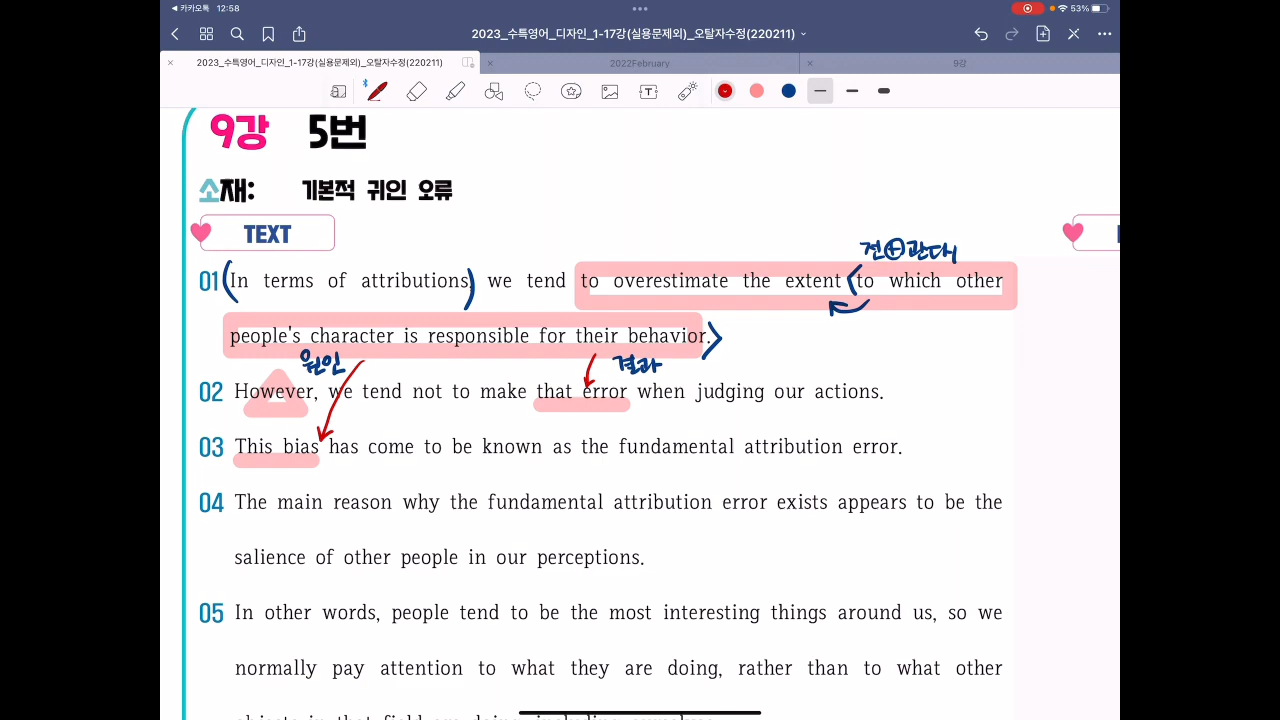 카카오톡 12:58
53%
2023_수특영어_디자인_1-17강(실용문제외)_오탈자수정(220211)
2023_수특영어_디자인_1-17강(실용문제외)_오탈자수정(220211) 2022February 9강
9강 5번
소재: 기본적 귀인 오류
TEXT
전+관대
01 (In terms of attributions,) we tend to overestimate the extent <to which other
people's character is responsible for their behavior.>
원인 결과
02 However, we tend not to make that error when judging our actions.
03 This bias has come to be known as the fundamental attribution error.
04 The main reason why the fundamental attribution error exists appears to be the
salience of other people in our perceptions.
05 In other words, people tend to be the most interesting things around us, so we
normally pay attention to what they are doing, rather than to what other
objects in that field are doing, including ourselves.